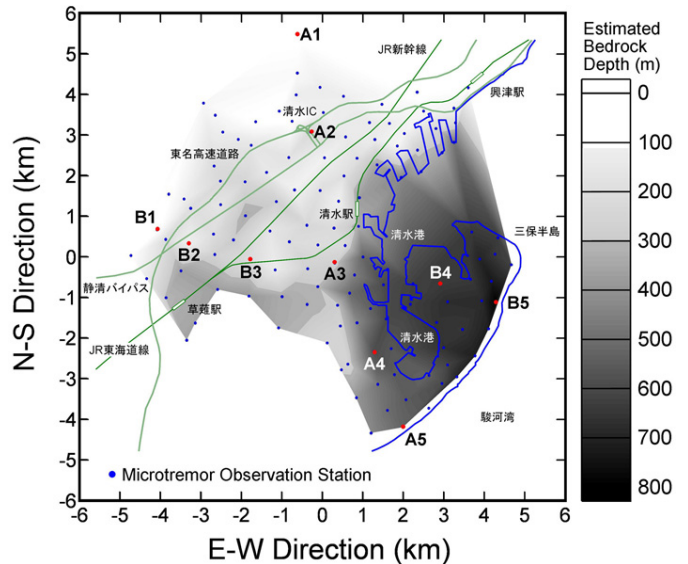 Estimated
Bedrock
Depth (m)
0
100
200
300
400
500
600
700
800
N-S Direction (km)
6
5
4
3
2
1
0
-1
-2
-3
-4
-5
-6
A1
JR新幹線
興津駅
清水IC
A2
東名高速道路
B1
清水駅
清水港
三保半島
B2
B3
A3
B4
静清バイパス
草薙駅
B5
JR東海道線
清水港
A4
駿河湾
A5
Microtremor Observation Station
-6 -5 -4 -3 -2 -1 0 1 2 3 4 5 6
E-W Direction (km)